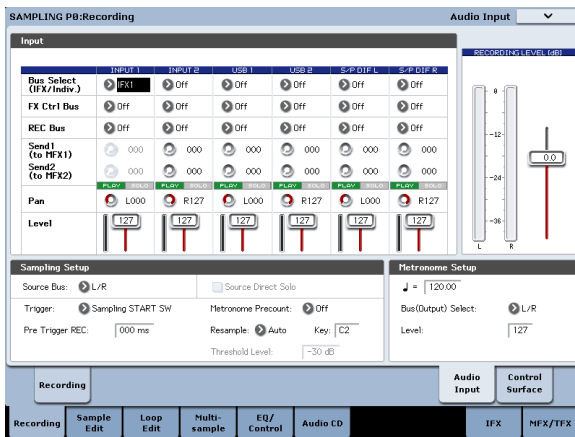 SAMPLING P0:Recording
Audio Input
Input
RECORDING LEVEL [dB]
INPUT 1 INPUT 2 USB 1 USB 2 S/P DIF L S/P DIF R
Bus Select (IFX/Indiv.) IFX1 Off Off Off Off Off
FX Ctrl Bus Off Off Off Off Off Off
REC Bus Off Off Off Off Off Off
Send1 (to MFX1) 000 000 000 000 000 000
Send2 (to MFX2) 000 000 000 000 000 000
PLAY SOLO PLAY SOLO PLAY SOLO PLAY SOLO PLAY SOLO PLAY SOLO
Pan L000 R127 L000 R127 L000 R127
Level 127 127 127 127 127 127
0
-12
-24
-36
L R
0.0
Sampling Setup
Source Bus: L/R Source Direct Solo
Trigger: Sampling START SW Metronome Precount: Off
Pre Trigger REC: 000 ms Resample: Auto Key: C2
Threshold Level: -30 dB
Metronome Setup
♩ = 120.00
Bus(Output) Select: L/R
Level: 127
Recording
Audio Input
Control Surface
Recording
Sample Edit
Loop Edit
Multi-sample
EQ/Control
Audio CD
IFX
MFX/TFX